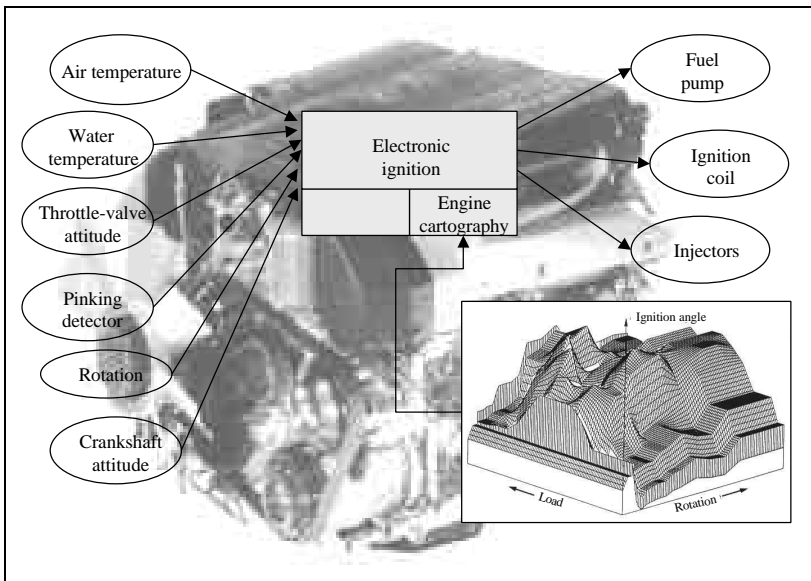 Air temperature
Water
temperature
Throttle-valve
attitude
Pinking
detector
Rotation
Crankshaft
attitude
Electronic
ignition
Engine
cartography
Fuel
pump
Ignition
coil
Injectors
Ignition angle
Load
Rotation